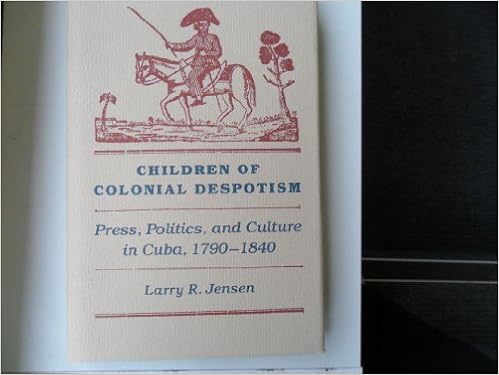 CHILDREN OF
COLONIAL DESPOTISM
Press, Politics, and Culture
in Cuba, 1790–1840
Larry R. Jensen